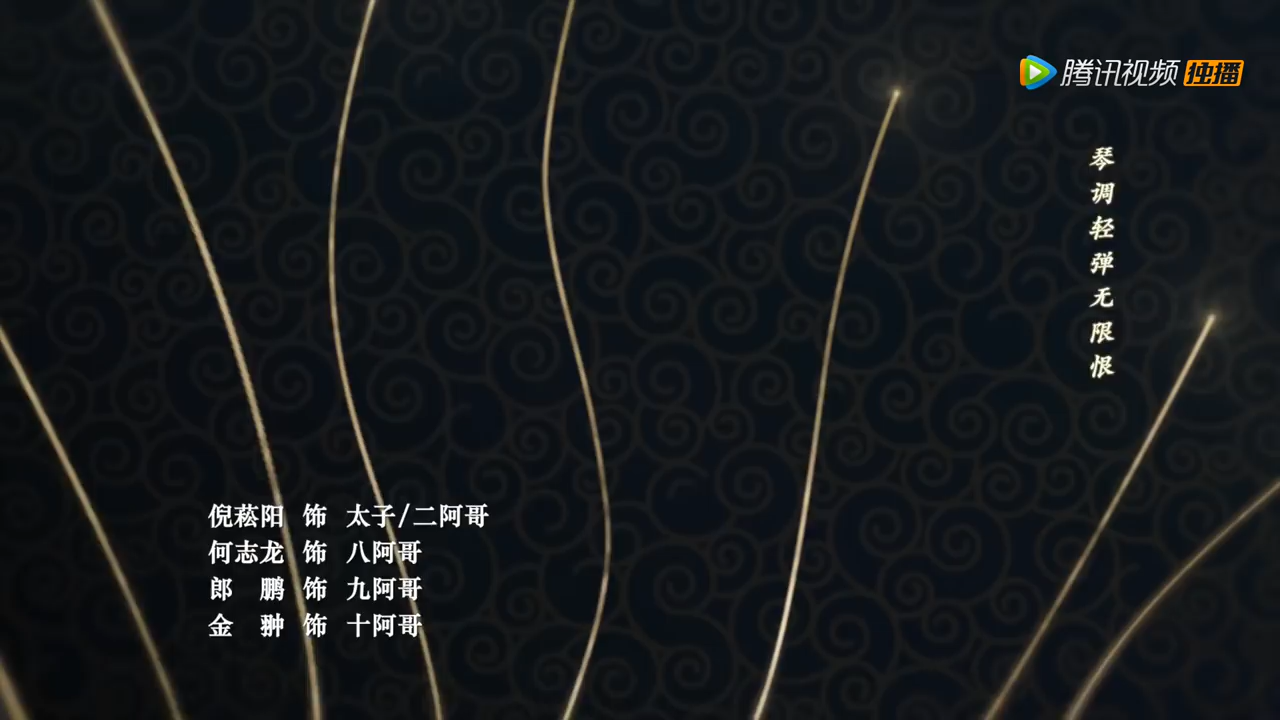 腾讯视频 独播
琴调轻弹无限恨
倪菘阳 饰 太子/二阿哥
何志龙 饰 八阿哥
郎 鹏 饰 九阿哥
金 翀 饰 十阿哥